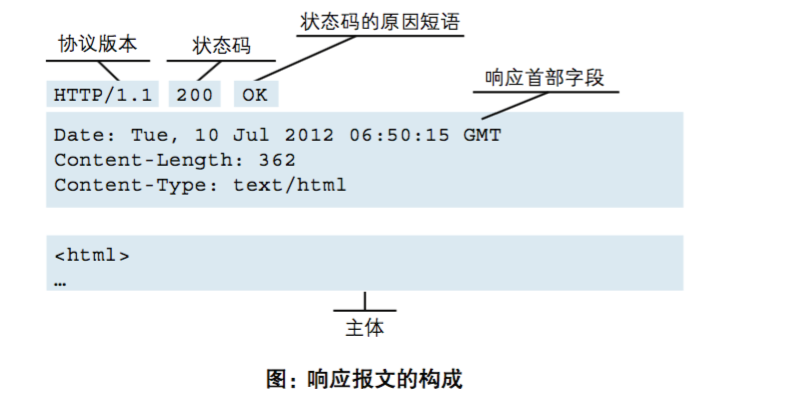 状态码的原因短语
协议版本
状态码
HTTP/1.1 200 OK
响应首部字段
Date: Tue, 10 Jul 2012 06:50:15 GMT
Content-Length: 362
Content-Type: text/html
<html>
…
主体
图：响应报文的构成